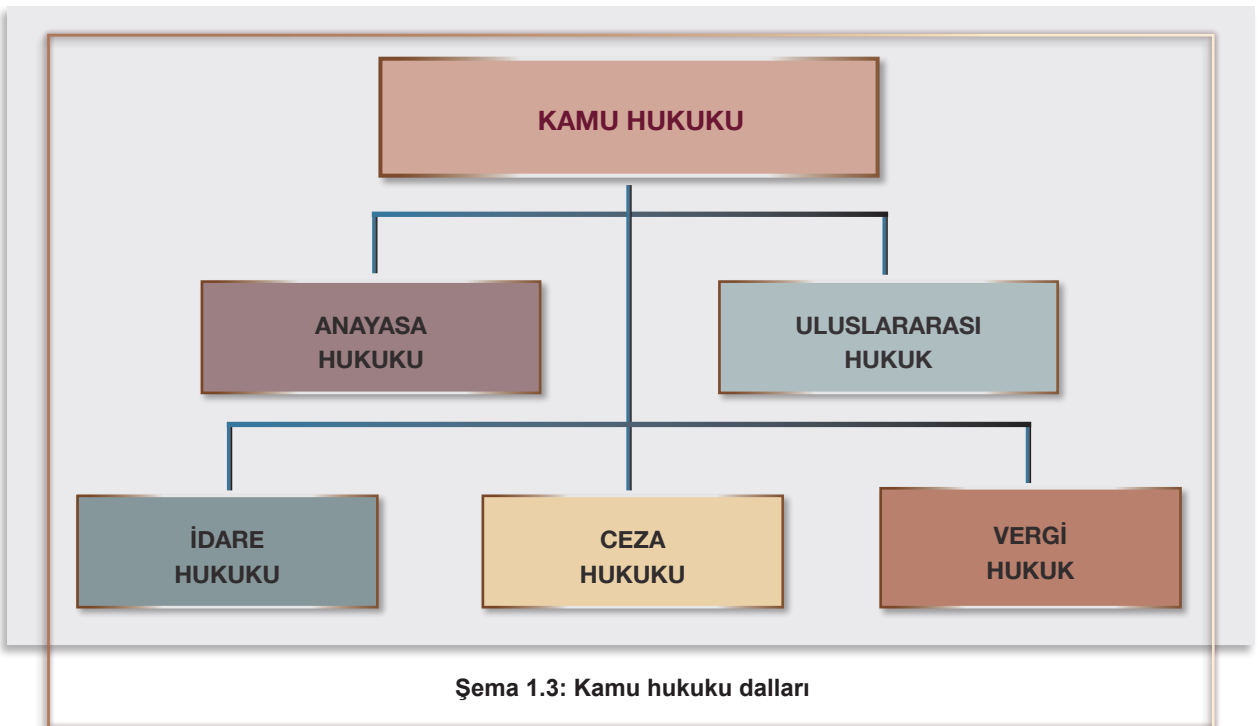 KAMU HUKUKU
ANAYASA
HUKUKU
ULUSLARARASI
HUKUK
İDARE
HUKUKU
CEZA
HUKUKU
VERGİ
HUKUK
Şema 1.3: Kamu hukuku dalları